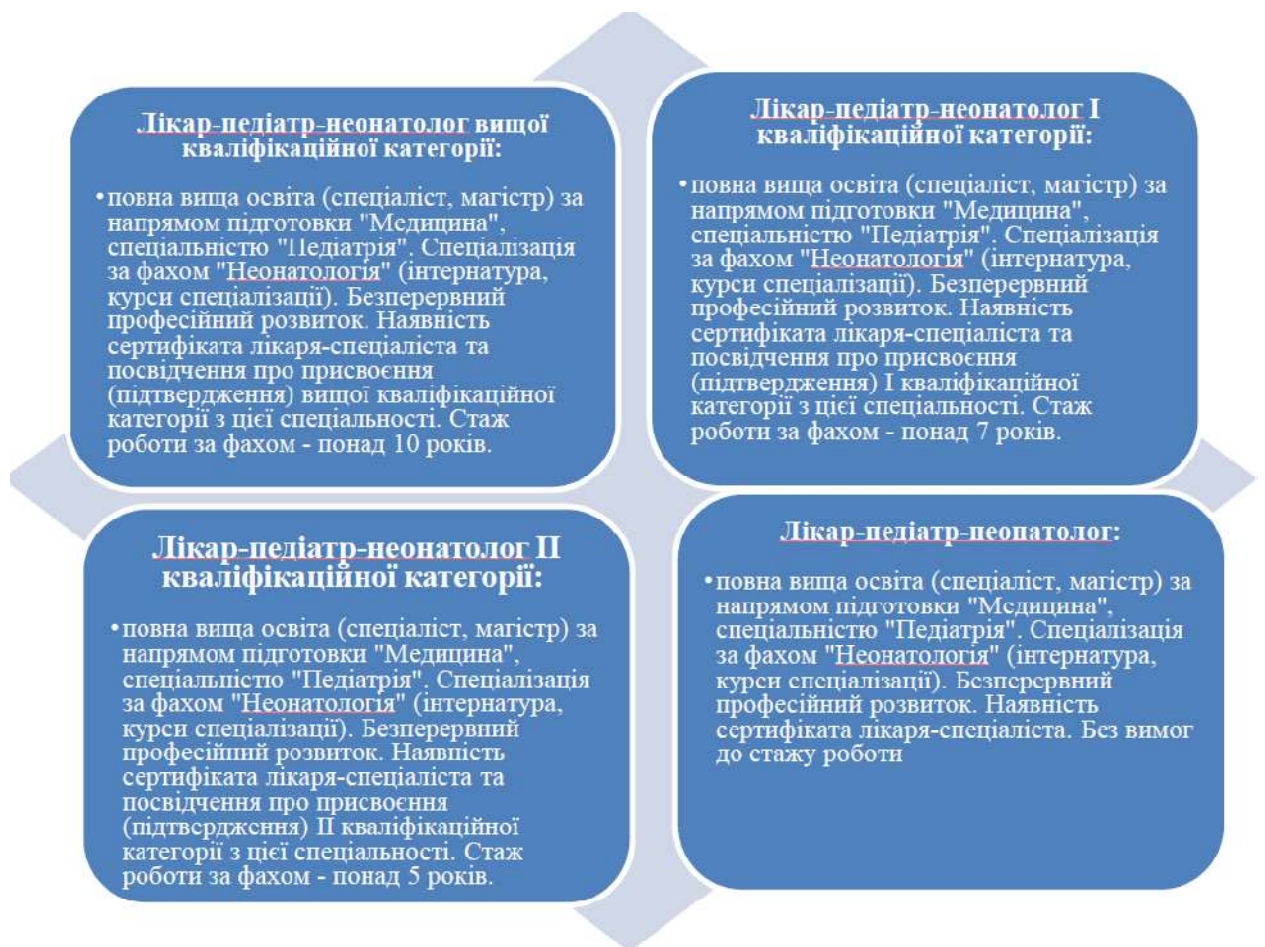 Лікар-педіатр-неонатолог вищої
кваліфікаційної категорії:
•повна вища освіта (спеціаліст, магістр) за
напрямом підготовки "Медицина",
спеціальністю "Педіатрія". Спеціалізація
за фахом "Неонатологія" (інтернатура,
курси спеціалізації). Безперервний
професійний розвиток. Наявність
сертифіката лікаря-спеціаліста та
посвідчення про присвоєння
(підтвердження) вищої кваліфікаційної
категорії з цієї спеціальності. Стаж
роботи за фахом - понад 10 років.
Лікар-педіатр-неонатолог І
кваліфікаційної категорії:
•повна вища освіта (спеціаліст, магістр) за
напрямом підготовки "Медицина",
спеціальністю "Педіатрія". Спеціалізація
за фахом "Неонатологія" (інтернатура,
курси спеціалізації). Безперервний
професійний розвиток. Наявність
сертифіката лікаря-спеціаліста та
посвідчення про присвоєння
(підтвердження) І кваліфікаційної
категорії з цієї спеціальності. Стаж
роботи за фахом - понад 7 років.
Лікар-педіатр-неонатолог ІІ
кваліфікаційної категорії:
•повна вища освіта (спеціаліст, магістр) за
напрямом підготовки "Медицина",
спеціальністю "Педіатрія". Спеціалізація
за фахом "Неонатологія" (інтернатура,
курси спеціалізації). Безперервний
професійний розвиток. Наявність
сертифіката лікаря-спеціаліста та
посвідчення про присвоєння
(підтвердження) ІІ кваліфікаційної
категорії з цієї спеціальності. Стаж
роботи за фахом - понад 5 років.
Лікар-педіатр-неонатолог:
•повна вища освіта (спеціаліст, магістр) за
напрямом підготовки "Медицина",
спеціальністю "Педіатрія". Спеціалізація
за фахом "Неонатологія" (інтернатура,
курси спеціалізації). Безперервний
професійний розвиток. Наявність
сертифіката лікаря-спеціаліста. Без вимог
до стажу роботи